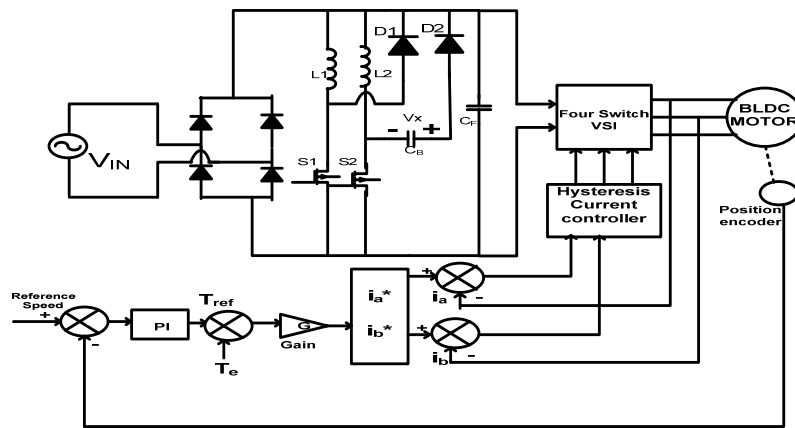 D1
D2
L1
L2
Vx
- +
CB
CF
VIN
S1
S2
Four Switch
VSI
BLDC
MOTOR
Hysteresis
Current
controller
Position
encoder
Reference
Speed
+
-
PI
Tref
Te
G
Gain
ia*
ib*
+
ia
-
+
ib
-